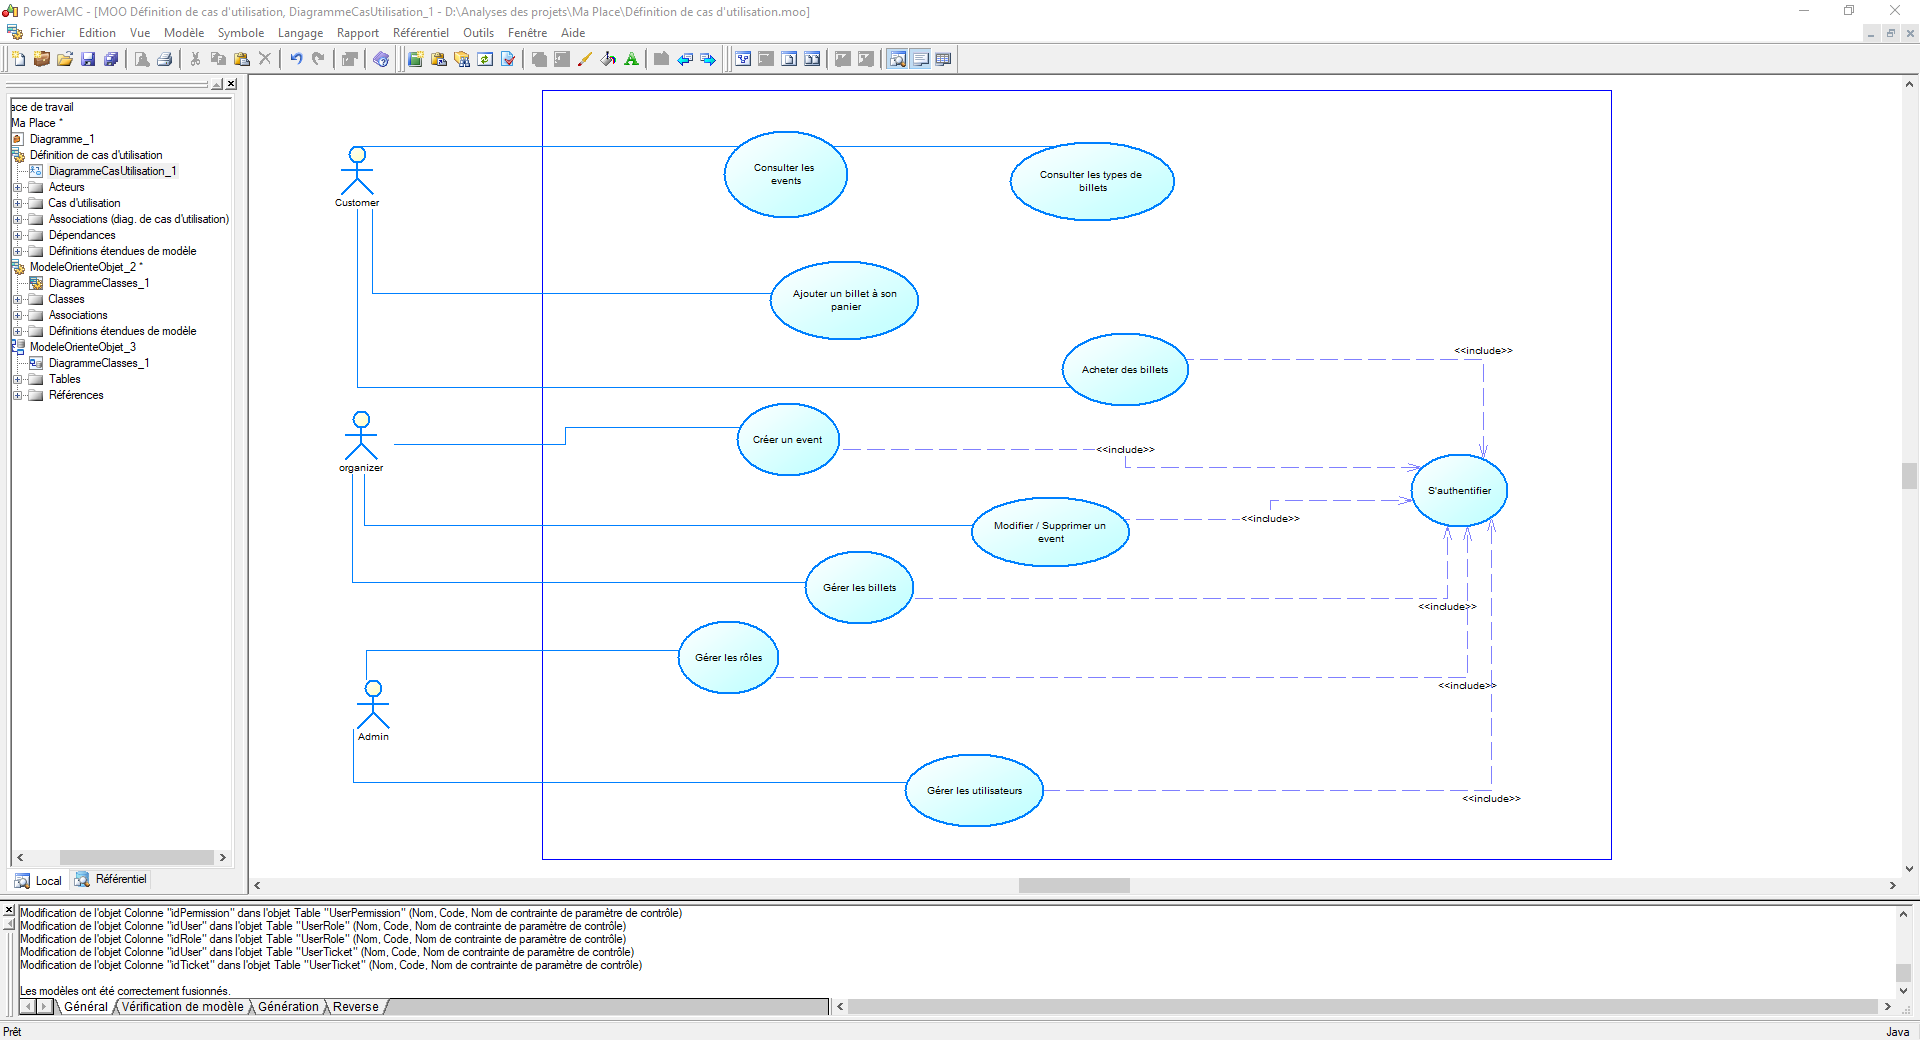 PowerAMC - [MOO Définition de cas d'utilisation, DiagrammeCasUtilisation_1 - D:\Analyses des projets\Ma Place\Définition de cas d'utilisation.moo]
Fichier Edition Vue Modèle Symbole Langage Rapport Référentiel Outils Fenêtre Aide
ace de travail
Ma Place *
Diagramme_1
Définition de cas d'utilisation
DiagrammeCasUtilisation_1
Acteurs
Cas d'utilisation
Associations (diag. de cas d'utilisation)
Dépendances
Définitions étendues de modèle
ModeleOrienteObjet_2 *
DiagrammeClasses_1
Classes
Associations
Définitions étendues de modèle
ModeleOrienteObjet_3
DiagrammeClasses_1
Tables
Références
Local Référentiel
Customer
Consulter les
events
Consulter les types de
billets
Ajouter un billet à son
panier
Acheter des billets
<<include>>
organizer
Créer un event
<<include>>
S'authentifier
Modifier / Supprimer un
event
<<include>>
Gérer les billets
<<include>>
Gérer les rôles
<<include>>
Admin
Gérer les utilisateurs
<<include>>
Modification de l'objet Colonne "idPermission" dans l'objet Table "UserPermission" (Nom, Code, Nom de contrainte de paramètre de contrôle)
Modification de l'objet Colonne "idUser" dans l'objet Table "UserRole" (Nom, Code, Nom de contrainte de paramètre de contrôle)
Modification de l'objet Colonne "idRole" dans l'objet Table "UserRole" (Nom, Code, Nom de contrainte de paramètre de contrôle)
Modification de l'objet Colonne "idUser" dans l'objet Table "UserTicket" (Nom, Code, Nom de contrainte de paramètre de contrôle)
Modification de l'objet Colonne "idTicket" dans l'objet Table "UserTicket" (Nom, Code, Nom de contrainte de paramètre de contrôle)
Les modèles ont été correctement fusionnés.
Général Vérification de modèle Génération Reverse
Prêt
Java